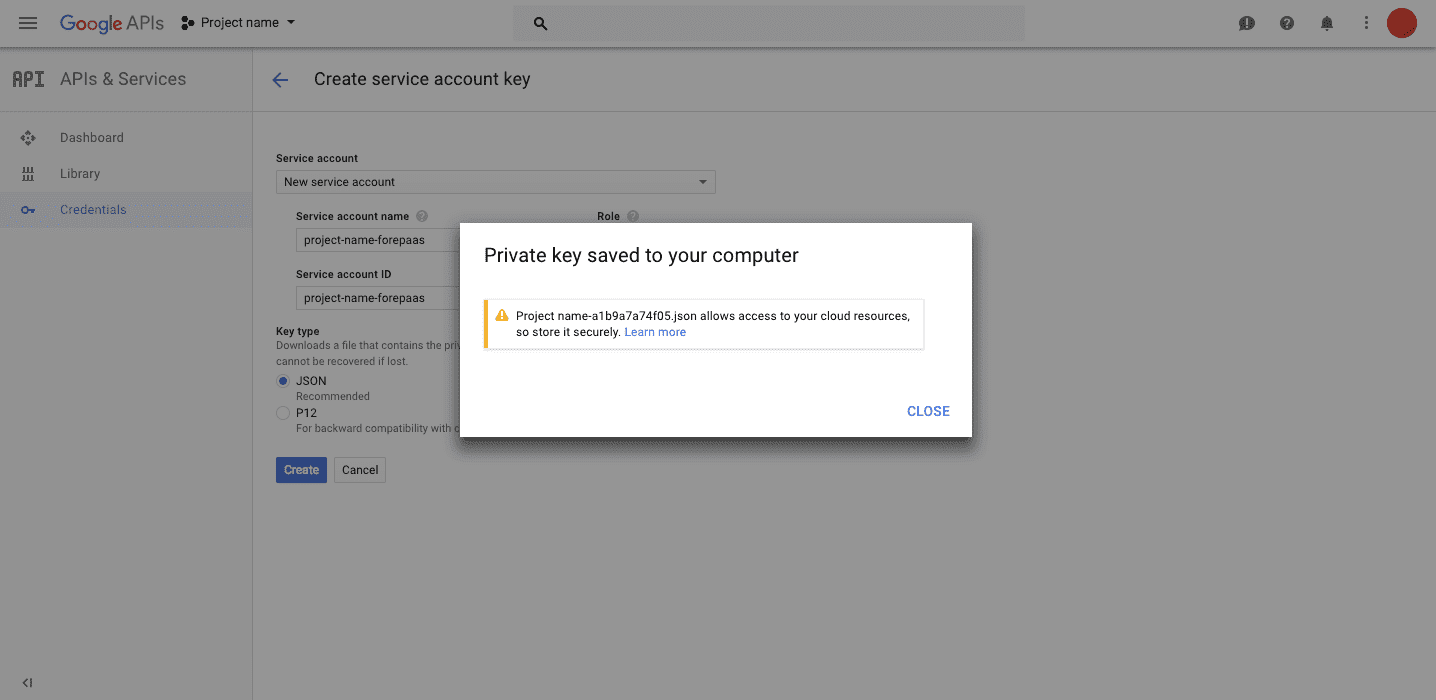 Google APIs
Project name
API
APIs & Services
Create service account key
Dashboard
Library
Credentials
Service account
New service account
Service account name
Role
project-name-forepaas
Service account ID
project-name-forepaas
Key type
Downloads a file that contains the
cannot be recovered if lost.
JSON
Recommended
P12
For backward compatibility with
Create
Cancel
Private key saved to your computer
Project name-a1b9a7a74f05.json allows access to your cloud resources,
so store it securely. Learn more
CLOSE